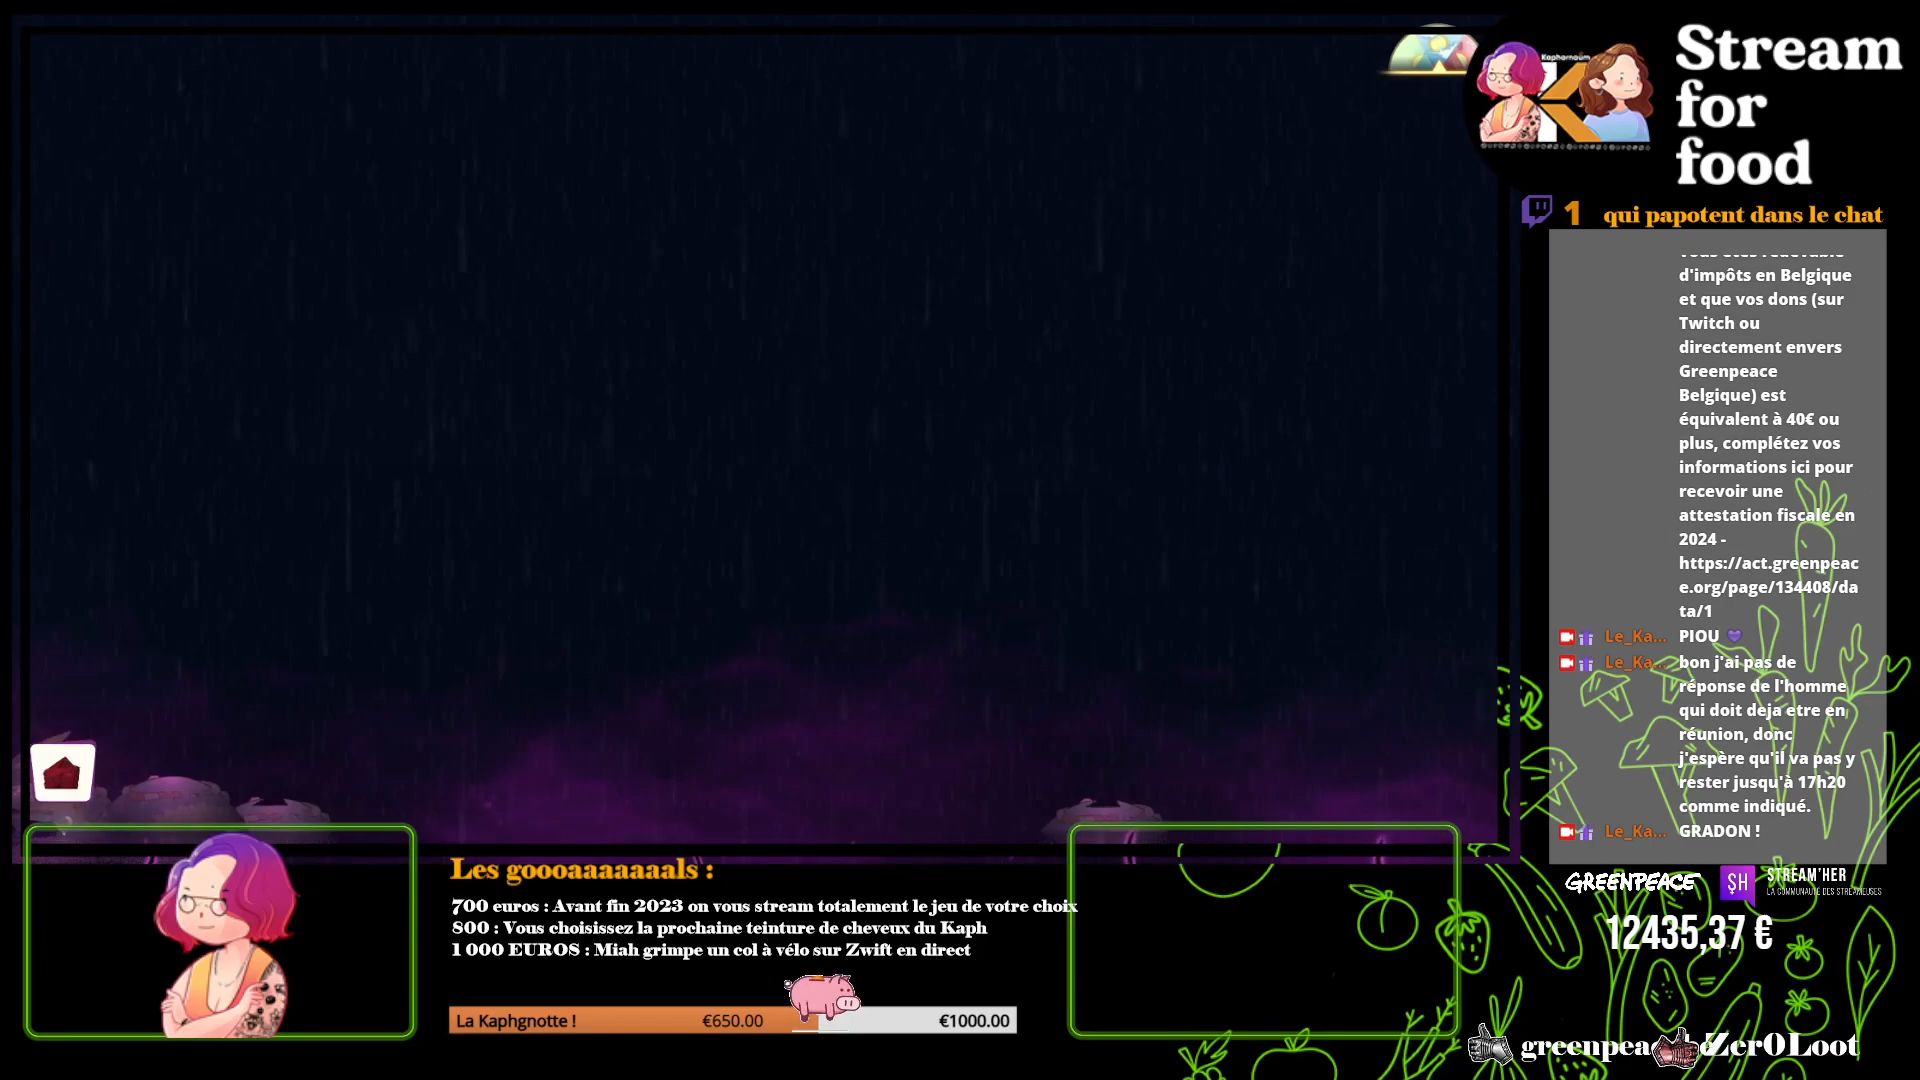 Kaphornaüm
Stream
for
food
1 qui papotent dans le chat
d'impôts en Belgique
et que vos dons (sur
Twitch ou
directement envers
Greenpeace
Belgique) est
équivalent à 40€ ou
plus, complétez vos
informations ici pour
recevoir une
attestation fiscale en
2024 -
https://act.greenpeac
e.org/page/134408/da
ta/1
Le_Ka... PIOU
Le_Ka... bon j'ai pas de
réponse de l'homme
qui doit deja etre en
réunion, donc
j'espère qu'il va pas y
rester jusqu'à 17h20
comme indiqué.
Le_Ka... GRADON !
Les goooaaaaaaals :
700 euros : Avant fin 2023 on vous stream totalement le jeu de votre choix
800 : Vous choisissez la prochaine teinture de cheveux du Kaph
1 000 EUROS : Miah grimpe un col à vélo sur Zwift en direct
La Kaphgnotte ! €650.00 €1000.00
GREENPEACE SH STREAM'HER
LA COMMUNAUTÉ DES STREAMEUSES
12435,37 €
greenpea ZerOLoot